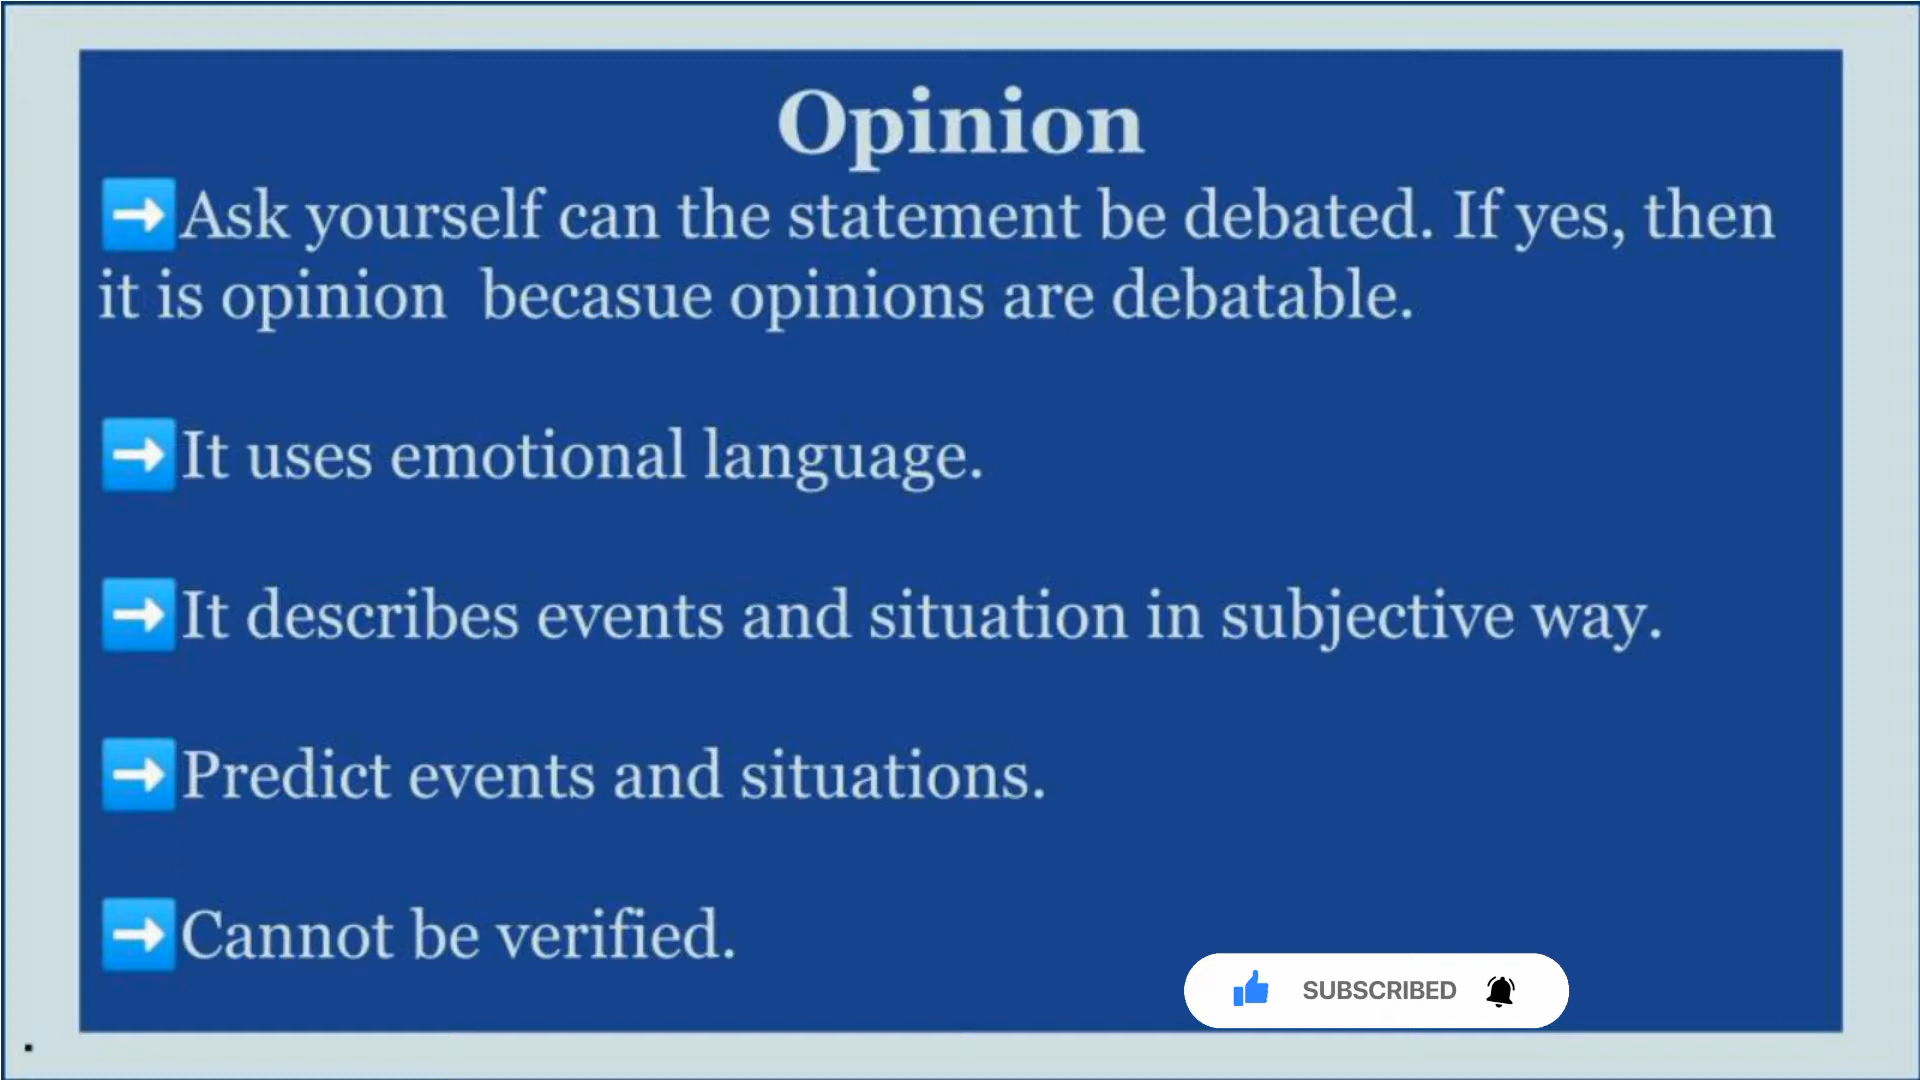 Opinion
➡Ask yourself can the statement be debated. If yes, then
it is opinion  becasue opinions are debatable.
➡It uses emotional language.
➡It describes events and situation in subjective way.
➡Predict events and situations.
➡Cannot be verified.
SUBSCRIBED